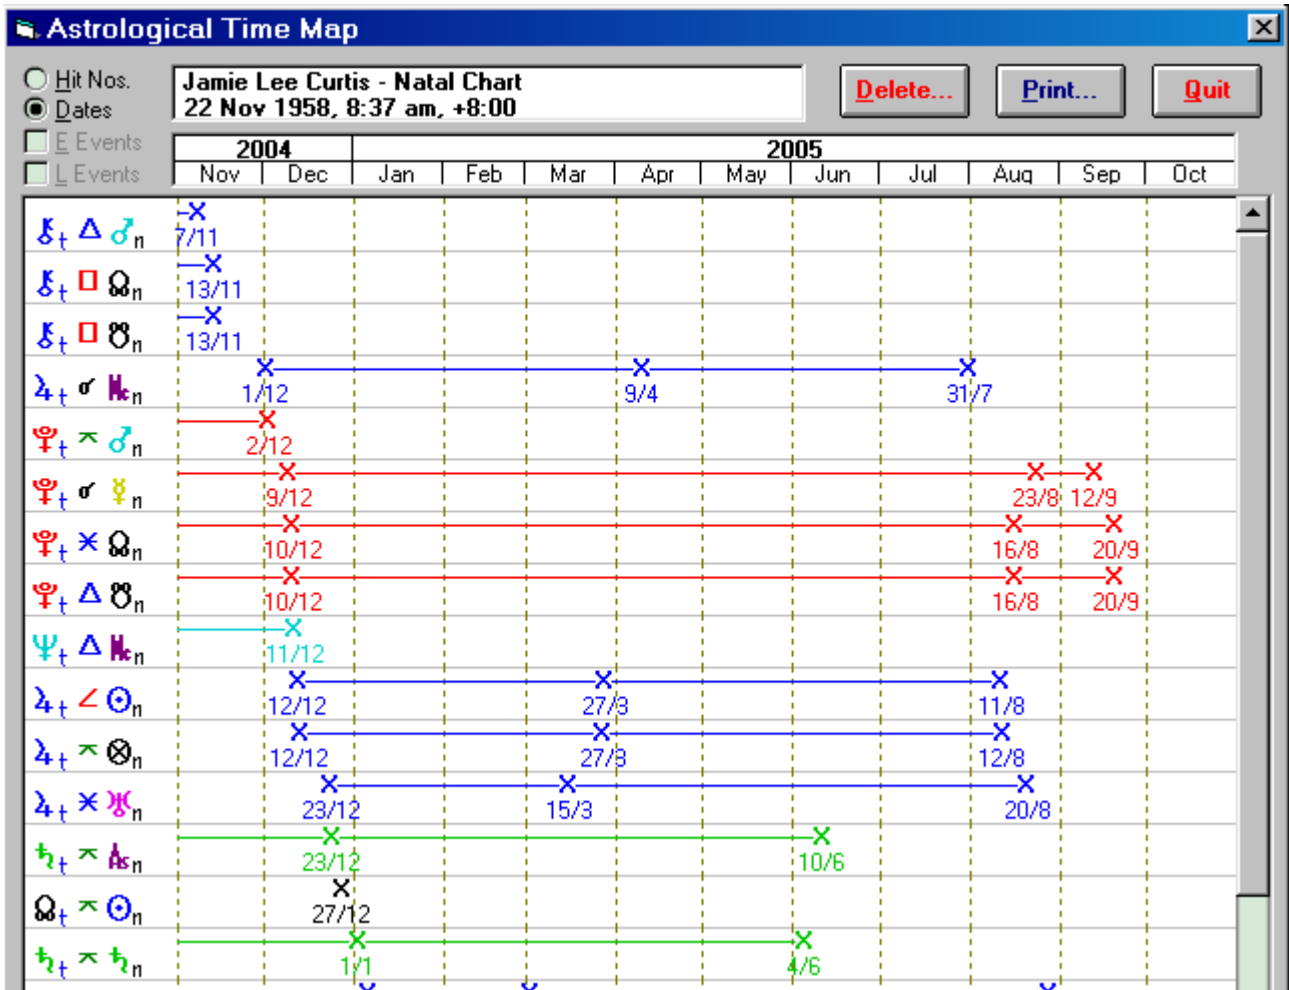 Astrological Time Map
Hit Nos.
Dates
E Events
L Events
Jamie Lee Curtis - Natal Chart
22 Nov 1958, 8:37 am, +8:00
Delete...
Print...
Quit
2004 2005
Nov Dec Jan Feb Mar Apr May Jun Jul Aug Sep Oct
⚷t △ ♂n
7/11
⚷t □ ☊n
13/11
⚷t □ ☋n
13/11
♃t ☌ Mcn
1/12 9/4 31/7
♇t ⚻ ♂n
2/12
♇t ☌ ☿n
9/12 23/8 12/9
♇t ⚹ ☊n
10/12 16/8 20/9
♇t △ ☋n
10/12 16/8 20/9
♆t △ Mcn
11/12
♃t ∠ ☉n
12/12 27/3 11/8
♃t ⚻ ⊗n
12/12 27/3 12/8
♃t ⚹ ♅n
23/12 15/3 20/8
♄t ⚻ Asn
23/12 10/6
☊t ⚻ ☉n
27/12
♄t ⚻ ♄n
1/1 4/6